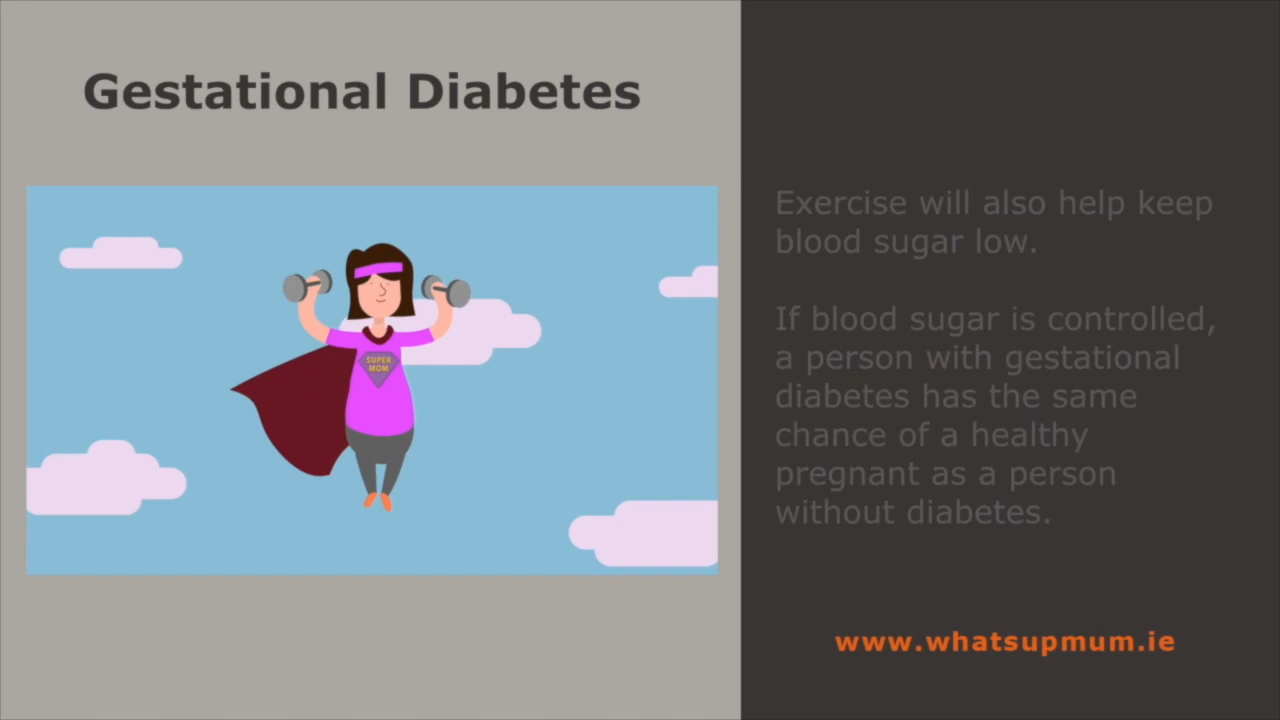 Gestational Diabetes
SUPER
MOM
Exercise will also help keep
blood sugar low.
If blood sugar is controlled,
a person with gestational
diabetes has the same
chance of a healthy
pregnant as a person
without diabetes.
www.whatsupmum.ie